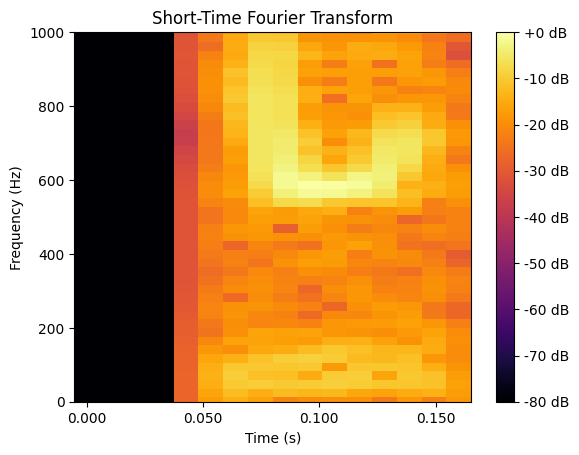 Short-Time Fourier Transform
1000
800
600
400
200
0
Frequency (Hz)
0.000
0.050
0.100
0.150
Time (s)
+0 dB
-10 dB
-20 dB
-30 dB
-40 dB
-50 dB
-60 dB
-70 dB
-80 dB